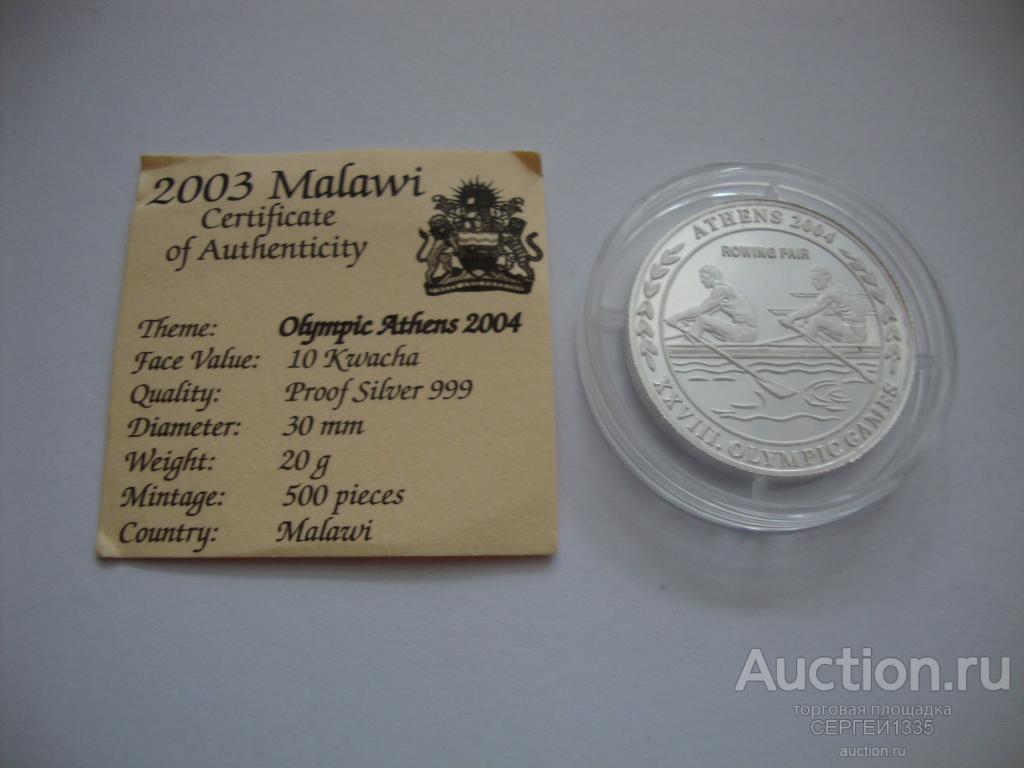 2003 Malawi
Certificate
of Authenticity
Theme: Olympic Athens 2004
Face Value: 10 Kwacha
Quality: Proof Silver 999
Diameter: 30 mm
Weight: 20 g
Mintage: 500 pieces
Country: Malawi
ATHENS 2004
ROWING PAIR
XXVIII. OLYMPIC GAMES
Auction.ru
торговая площадка
СЕРГЕЙ1335
auction.ru